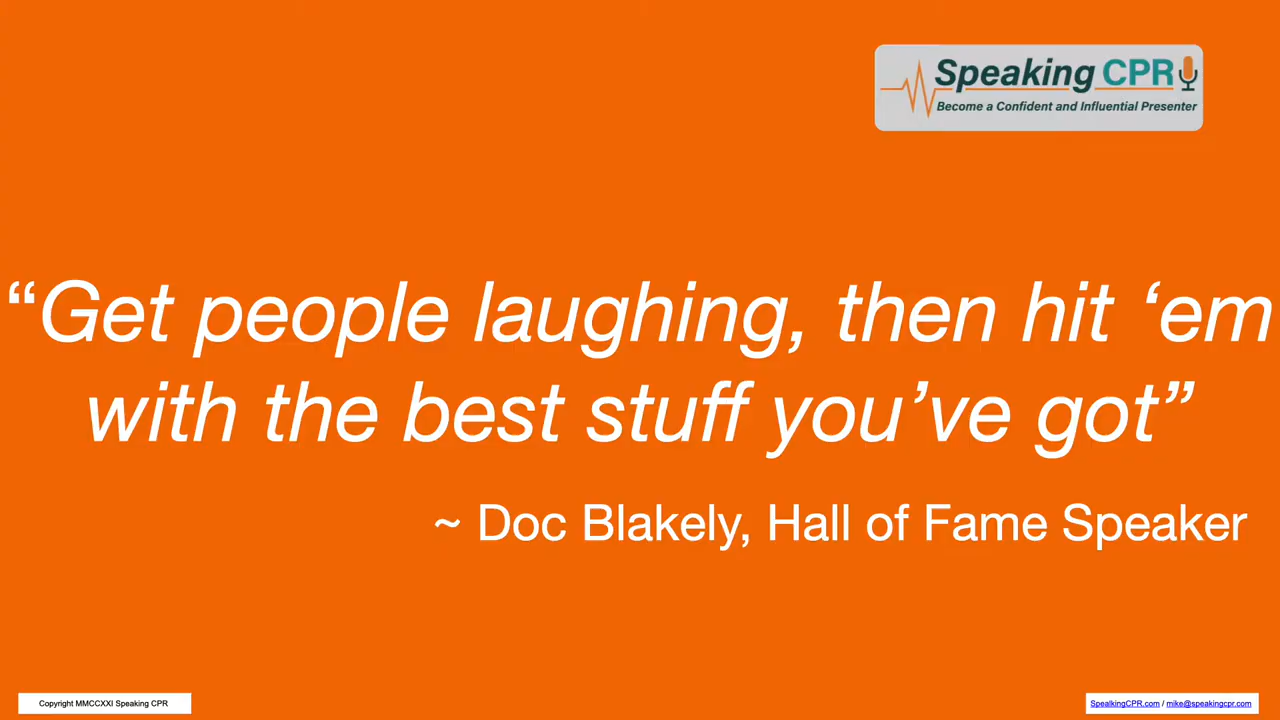 Speaking CPR
Become a Confident and Influential Presenter
“Get people laughing, then hit ‘em
with the best stuff you’ve got”
~ Doc Blakely, Hall of Fame Speaker
Copyright MMCCXXI Speaking CPR
SpealkingCPR.com / mike@speakingcpr.com